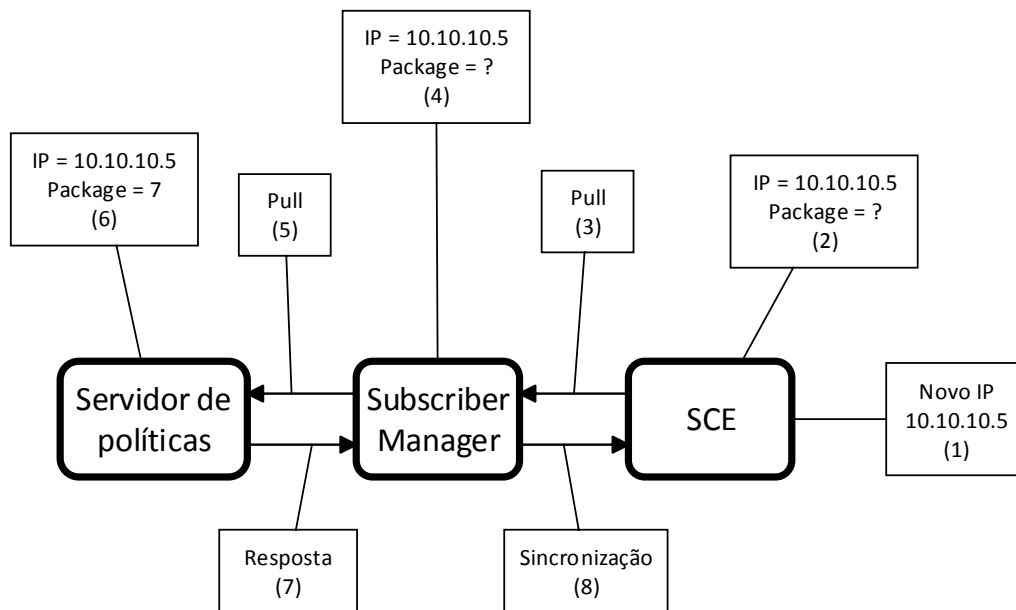 IP = 10.10.10.5
Package = ?
(4)
IP = 10.10.10.5
Package = 7
(6)
Pull
(5)
Pull
(3)
IP = 10.10.10.5
Package = ?
(2)
Servidor de
políticas
Subscriber
Manager
SCE
Novo IP
10.10.10.5
(1)
Resposta
(7)
Sincronização
(8)